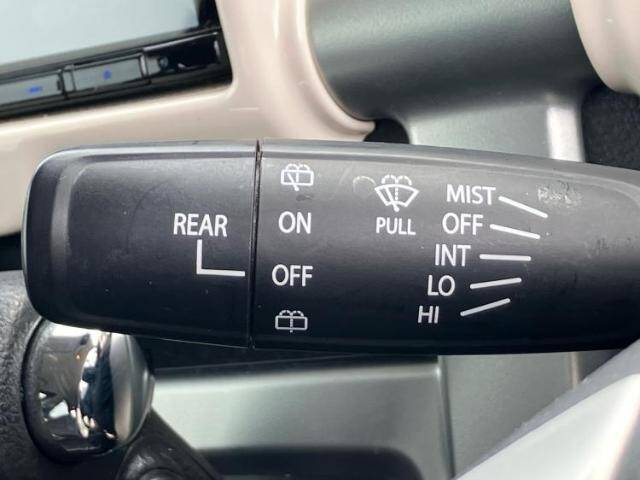 REAR
ON
OFF
PULL
MIST
OFF
INT
LO
HI